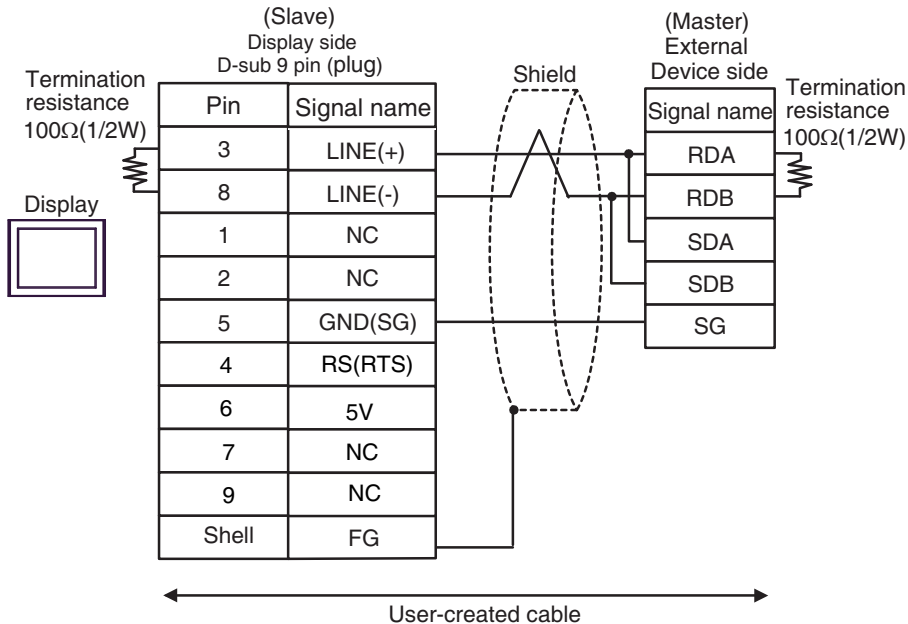 (Slave)
Display side
D-sub 9 pin (plug)
(Master)
External
Device side
Termination
resistance
100Ω(1/2W)
Shield
Termination
resistance
100Ω(1/2W)
Display
Pin Signal name
3 LINE(+)
8 LINE(-)
1 NC
2 NC
5 GND(SG)
4 RS(RTS)
6 5V
7 NC
9 NC
Shell FG
Signal name
RDA
RDB
SDA
SDB
SG
User-created cable